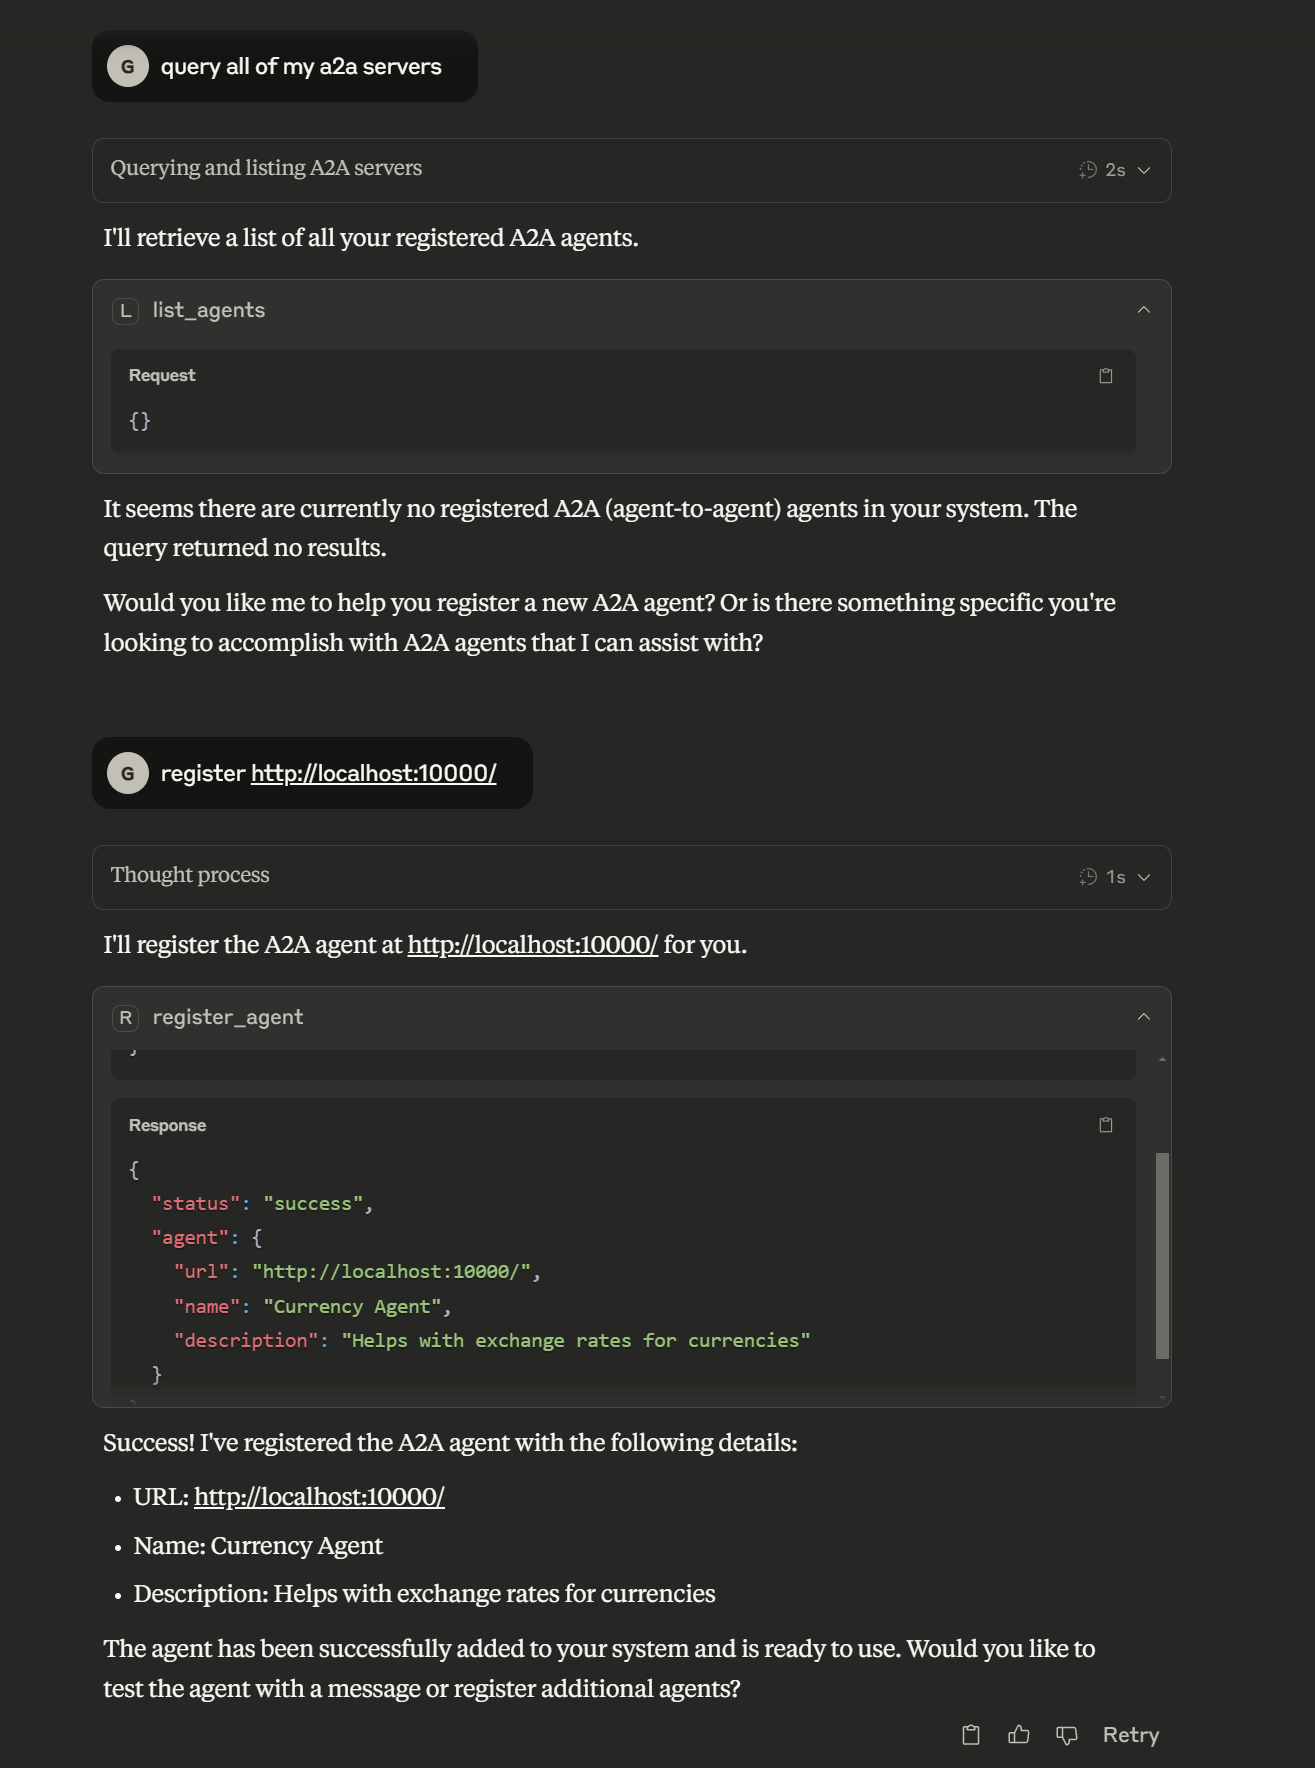 G query all of my a2a servers
Querying and listing A2A servers 2s
I'll retrieve a list of all your registered A2A agents.
L list_agents
Request
{}
It seems there are currently no registered A2A (agent-to-agent) agents in your system. The
query returned no results.
Would you like me to help you register a new A2A agent? Or is there something specific you're
looking to accomplish with A2A agents that I can assist with?
G register http://localhost:10000/
Thought process 1s
I'll register the A2A agent at http://localhost:10000/ for you.
R register_agent
Response
{
"status": "success",
"agent": {
"url": "http://localhost:10000/",
"name": "Currency Agent",
"description": "Helps with exchange rates for currencies"
}
Success! I've registered the A2A agent with the following details:
• URL: http://localhost:10000/
• Name: Currency Agent
• Description: Helps with exchange rates for currencies
The agent has been successfully added to your system and is ready to use. Would you like to
test the agent with a message or register additional agents?
Retry